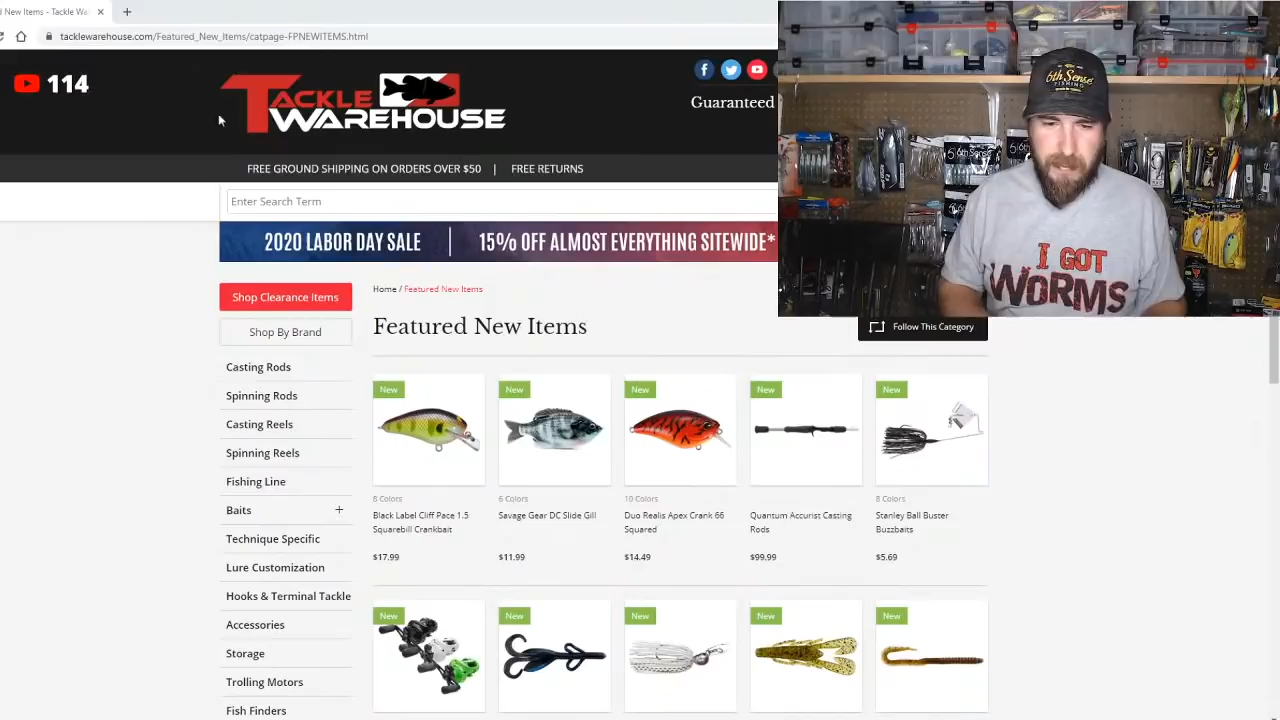 d New Items - Tackle Wa
tacklewarehouse.com/Featured_New_Items/catpage-FPNEWITEMS.html
114
TACKLE
WAREHOUSE
Guaranteed
FREE GROUND SHIPPING ON ORDERS OVER $50 | FREE RETURNS
Enter Search Term
2020 LABOR DAY SALE | 15% OFF ALMOST EVERYTHING SITEWIDE*
6th Sense
FISHING
I GOT
WORMS
Shop Clearance Items
Shop By Brand
Casting Rods
Spinning Rods
Casting Reels
Spinning Reels
Fishing Line
Baits +
Technique Specific
Lure Customization
Hooks & Terminal Tackle
Accessories
Storage
Trolling Motors
Fish Finders
Home / Featured New Items
Featured New Items
Follow This Category
New
8 Colors
Black Label Cliff Pace 1.5
Squarebill Crankbait
$17.99
New
6 Colors
Savage Gear DC Slide Gill
$11.99
New
10 Colors
Duo Realis Apex Crank 66
Squared
$14.49
New
Quantum Accurist Casting
Rods
$99.99
New
8 Colors
Stanley Ball Buster
Buzzbaits
$5.69
New
New
New
New
New